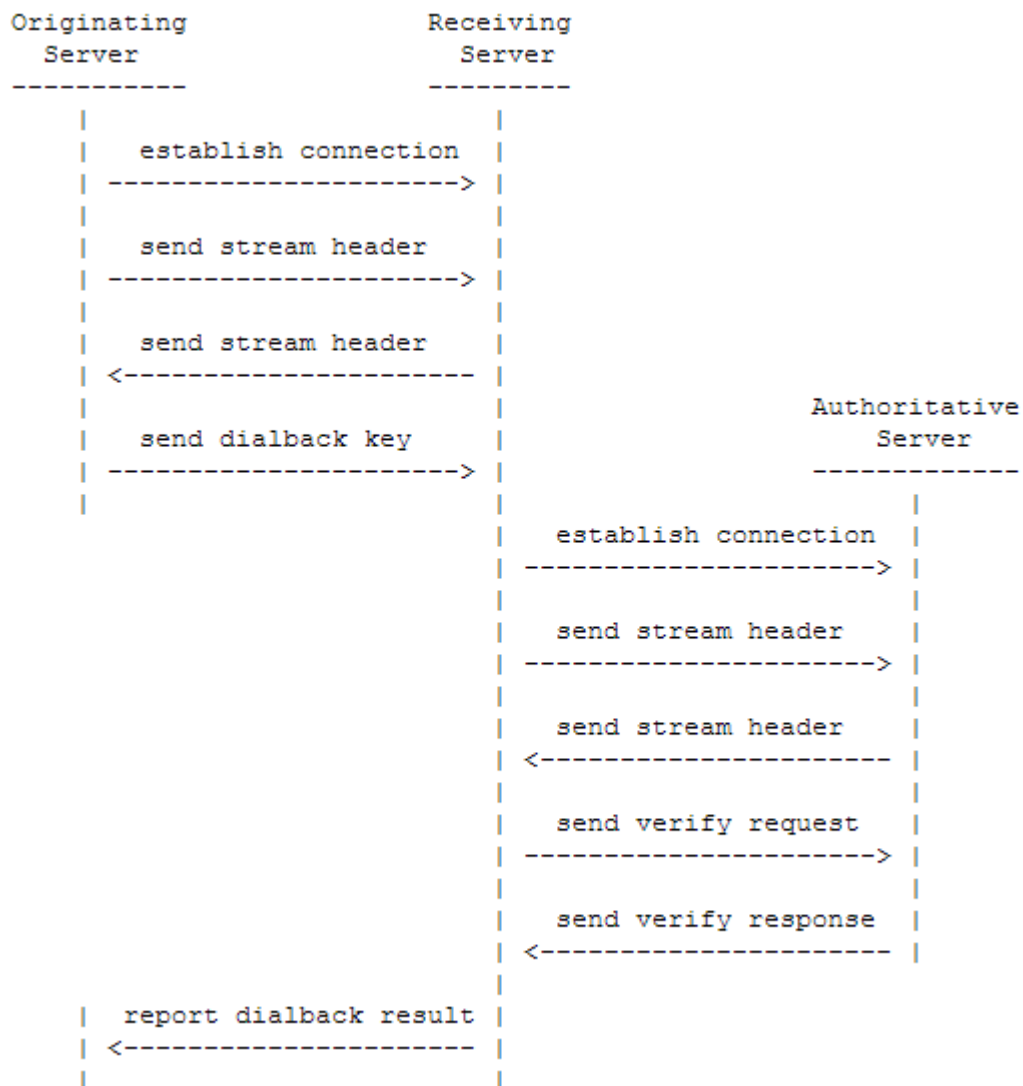 Originating                 Receiving
  Server                      Server
-----------                 ---------
    |                           |
    |   establish connection    |
    | ----------------------> |
    |                           |
    |   send stream header      |
    | ----------------------> |
    |                           |
    |   send stream header      |
    | <---------------------- |
    |                           |                   Authoritative
    |   send dialback key       |                       Server
    | ----------------------> |                   -------------
    |                           |                         |
                                |   establish connection  |
                                | ----------------------> |
                                |                         |
                                |   send stream header    |
                                | ----------------------> |
                                |                         |
                                |   send stream header    |
                                | <---------------------- |
                                |                         |
                                |   send verify request   |
                                | ----------------------> |
                                |                         |
                                |   send verify response  |
                                | <---------------------- |
                                |
    |  report dialback result |
    | <---------------------- |
    |                           |